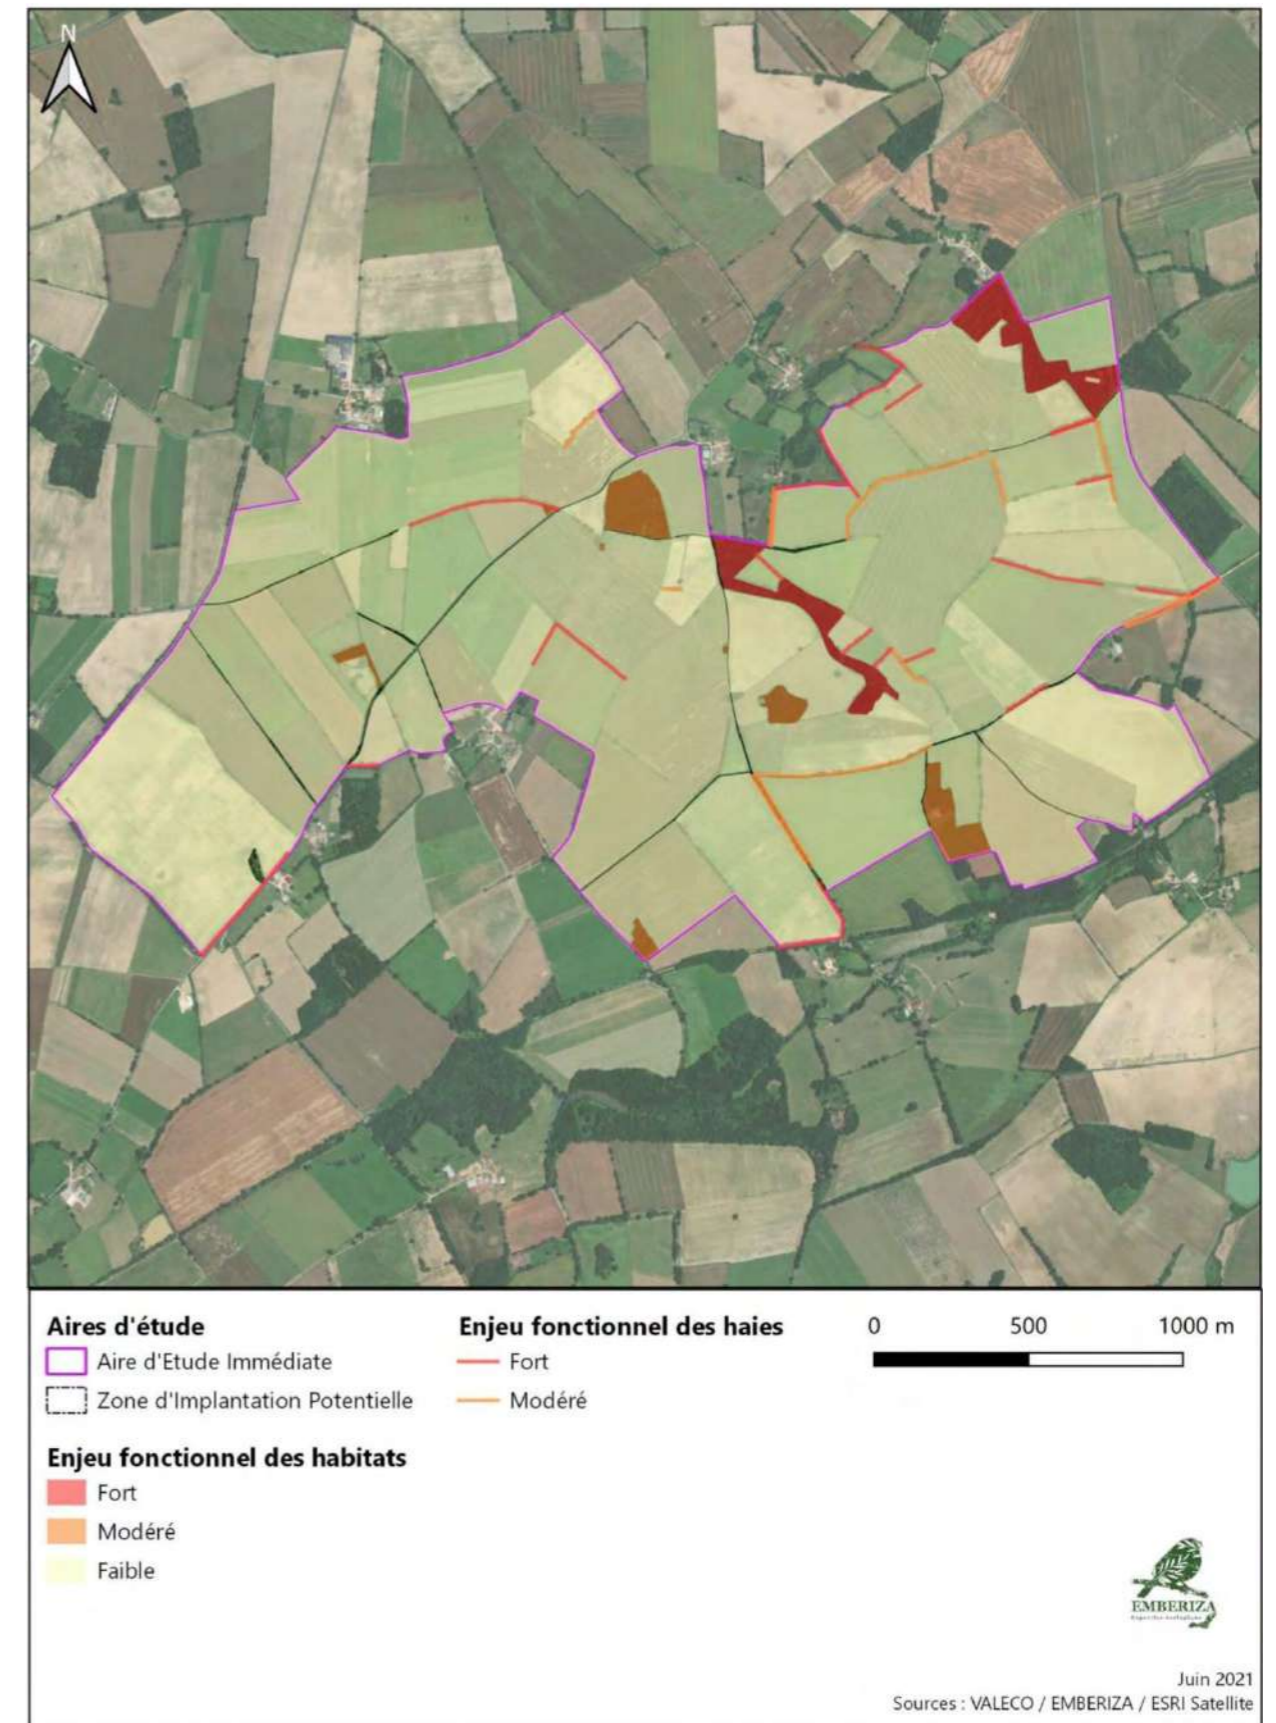 N
Aires d'étude
Aire d'Etude Immédiate
Zone d'Implantation Potentielle
Enjeu fonctionnel des habitats
Fort
Modéré
Faible
Enjeu fonctionnel des haies
Fort
Modéré
0 500 1000 m
EMBERIZA
Juin 2021
Sources : VALECO / EMBERIZA / ESRI Satellite